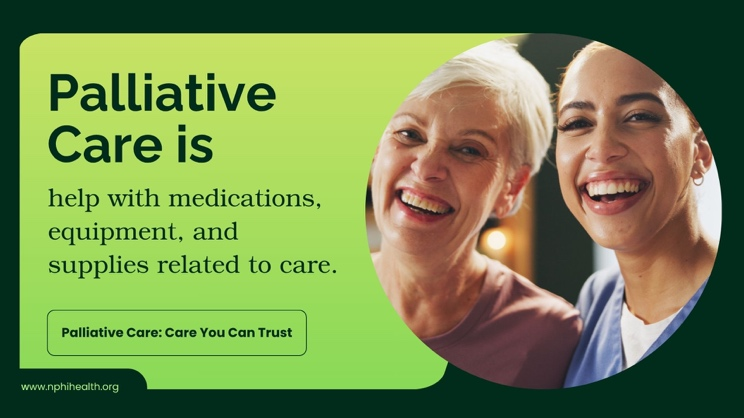 Palliative
Care is
help with medications,
equipment, and
supplies related to care.
Palliative Care: Care You Can Trust
www.nphihealth.org